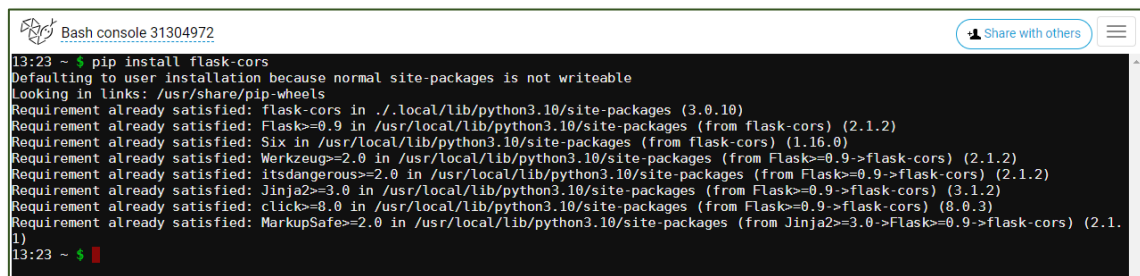 Bash console 31304972
Share with others
13:23 ~ $ pip install flask-cors
Defaulting to user installation because normal site-packages is not writeable
Looking in links: /usr/share/pip-wheels
Requirement already satisfied: flask-cors in ./.local/lib/python3.10/site-packages (3.0.10)
Requirement already satisfied: Flask>=0.9 in /usr/local/lib/python3.10/site-packages (from flask-cors) (2.1.2)
Requirement already satisfied: Six in /usr/local/lib/python3.10/site-packages (from flask-cors) (1.16.0)
Requirement already satisfied: Werkzeug>=2.0 in /usr/local/lib/python3.10/site-packages (from Flask>=0.9->flask-cors) (2.1.2)
Requirement already satisfied: itsdangerous>=2.0 in /usr/local/lib/python3.10/site-packages (from Flask>=0.9->flask-cors) (2.1.2)
Requirement already satisfied: Jinja2>=3.0 in /usr/local/lib/python3.10/site-packages (from Flask>=0.9->flask-cors) (3.1.2)
Requirement already satisfied: click>=8.0 in /usr/local/lib/python3.10/site-packages (from Flask>=0.9->flask-cors) (8.0.3)
Requirement already satisfied: MarkupSafe>=2.0 in /usr/local/lib/python3.10/site-packages (from Jinja2>=3.0->Flask>=0.9->flask-cors) (2.1.
1)
13:23 ~ $